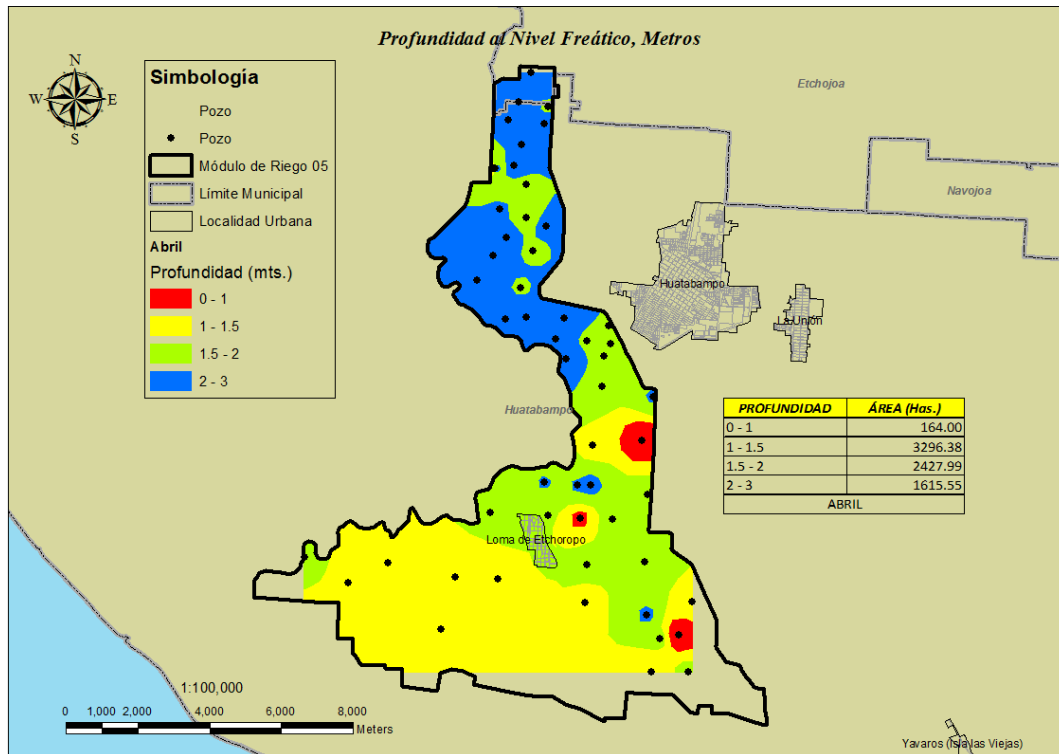 Profundidad al Nivel Freático, Metros
N
W E
S
Simbología
Pozo
Pozo
Módulo de Riego 05
Límite Municipal
Localidad Urbana
Abril
Profundidad (mts.)
0 - 1
1 - 1.5
1.5 - 2
2 - 3
Etchojoa
Navojoa
Huatabampo
La Unión
Huatabampo
PROFUNDIDAD ÁREA (Has.)
0 - 1 164.00
1 - 1.5 3296.38
1.5 - 2 2427.99
2 - 3 1615.55
ABRIL
Loma de Etchoropo
1:100,000
0 1,000 2,000 4,000 6,000 8,000
Meters
Yavaros (Isla las Viejas)